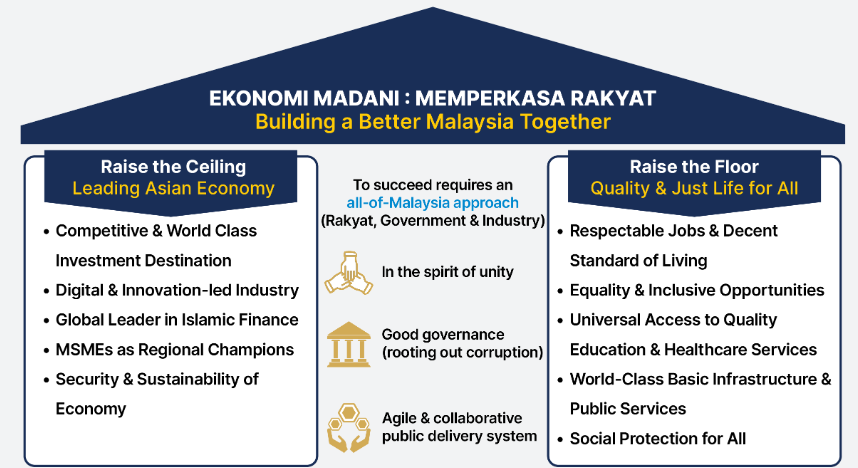 EKONOMI MADANI : MEMPERKASA RAKYAT
Building a Better Malaysia Together
Raise the Ceiling
Leading Asian Economy
• Competitive & World Class
Investment Destination
• Digital & Innovation-led Industry
• Global Leader in Islamic Finance
• MSMEs as Regional Champions
• Security & Sustainability of
Economy
To succeed requires an
all-of-Malaysia approach
(Rakyat, Government & Industry)
In the spirit of unity
Good governance
(rooting out corruption)
Agile & collaborative
public delivery system
Raise the Floor
Quality & Just Life for All
• Respectable Jobs & Decent
Standard of Living
• Equality & Inclusive Opportunities
• Universal Access to Quality
Education & Healthcare Services
• World-Class Basic Infrastructure &
Public Services
• Social Protection for All